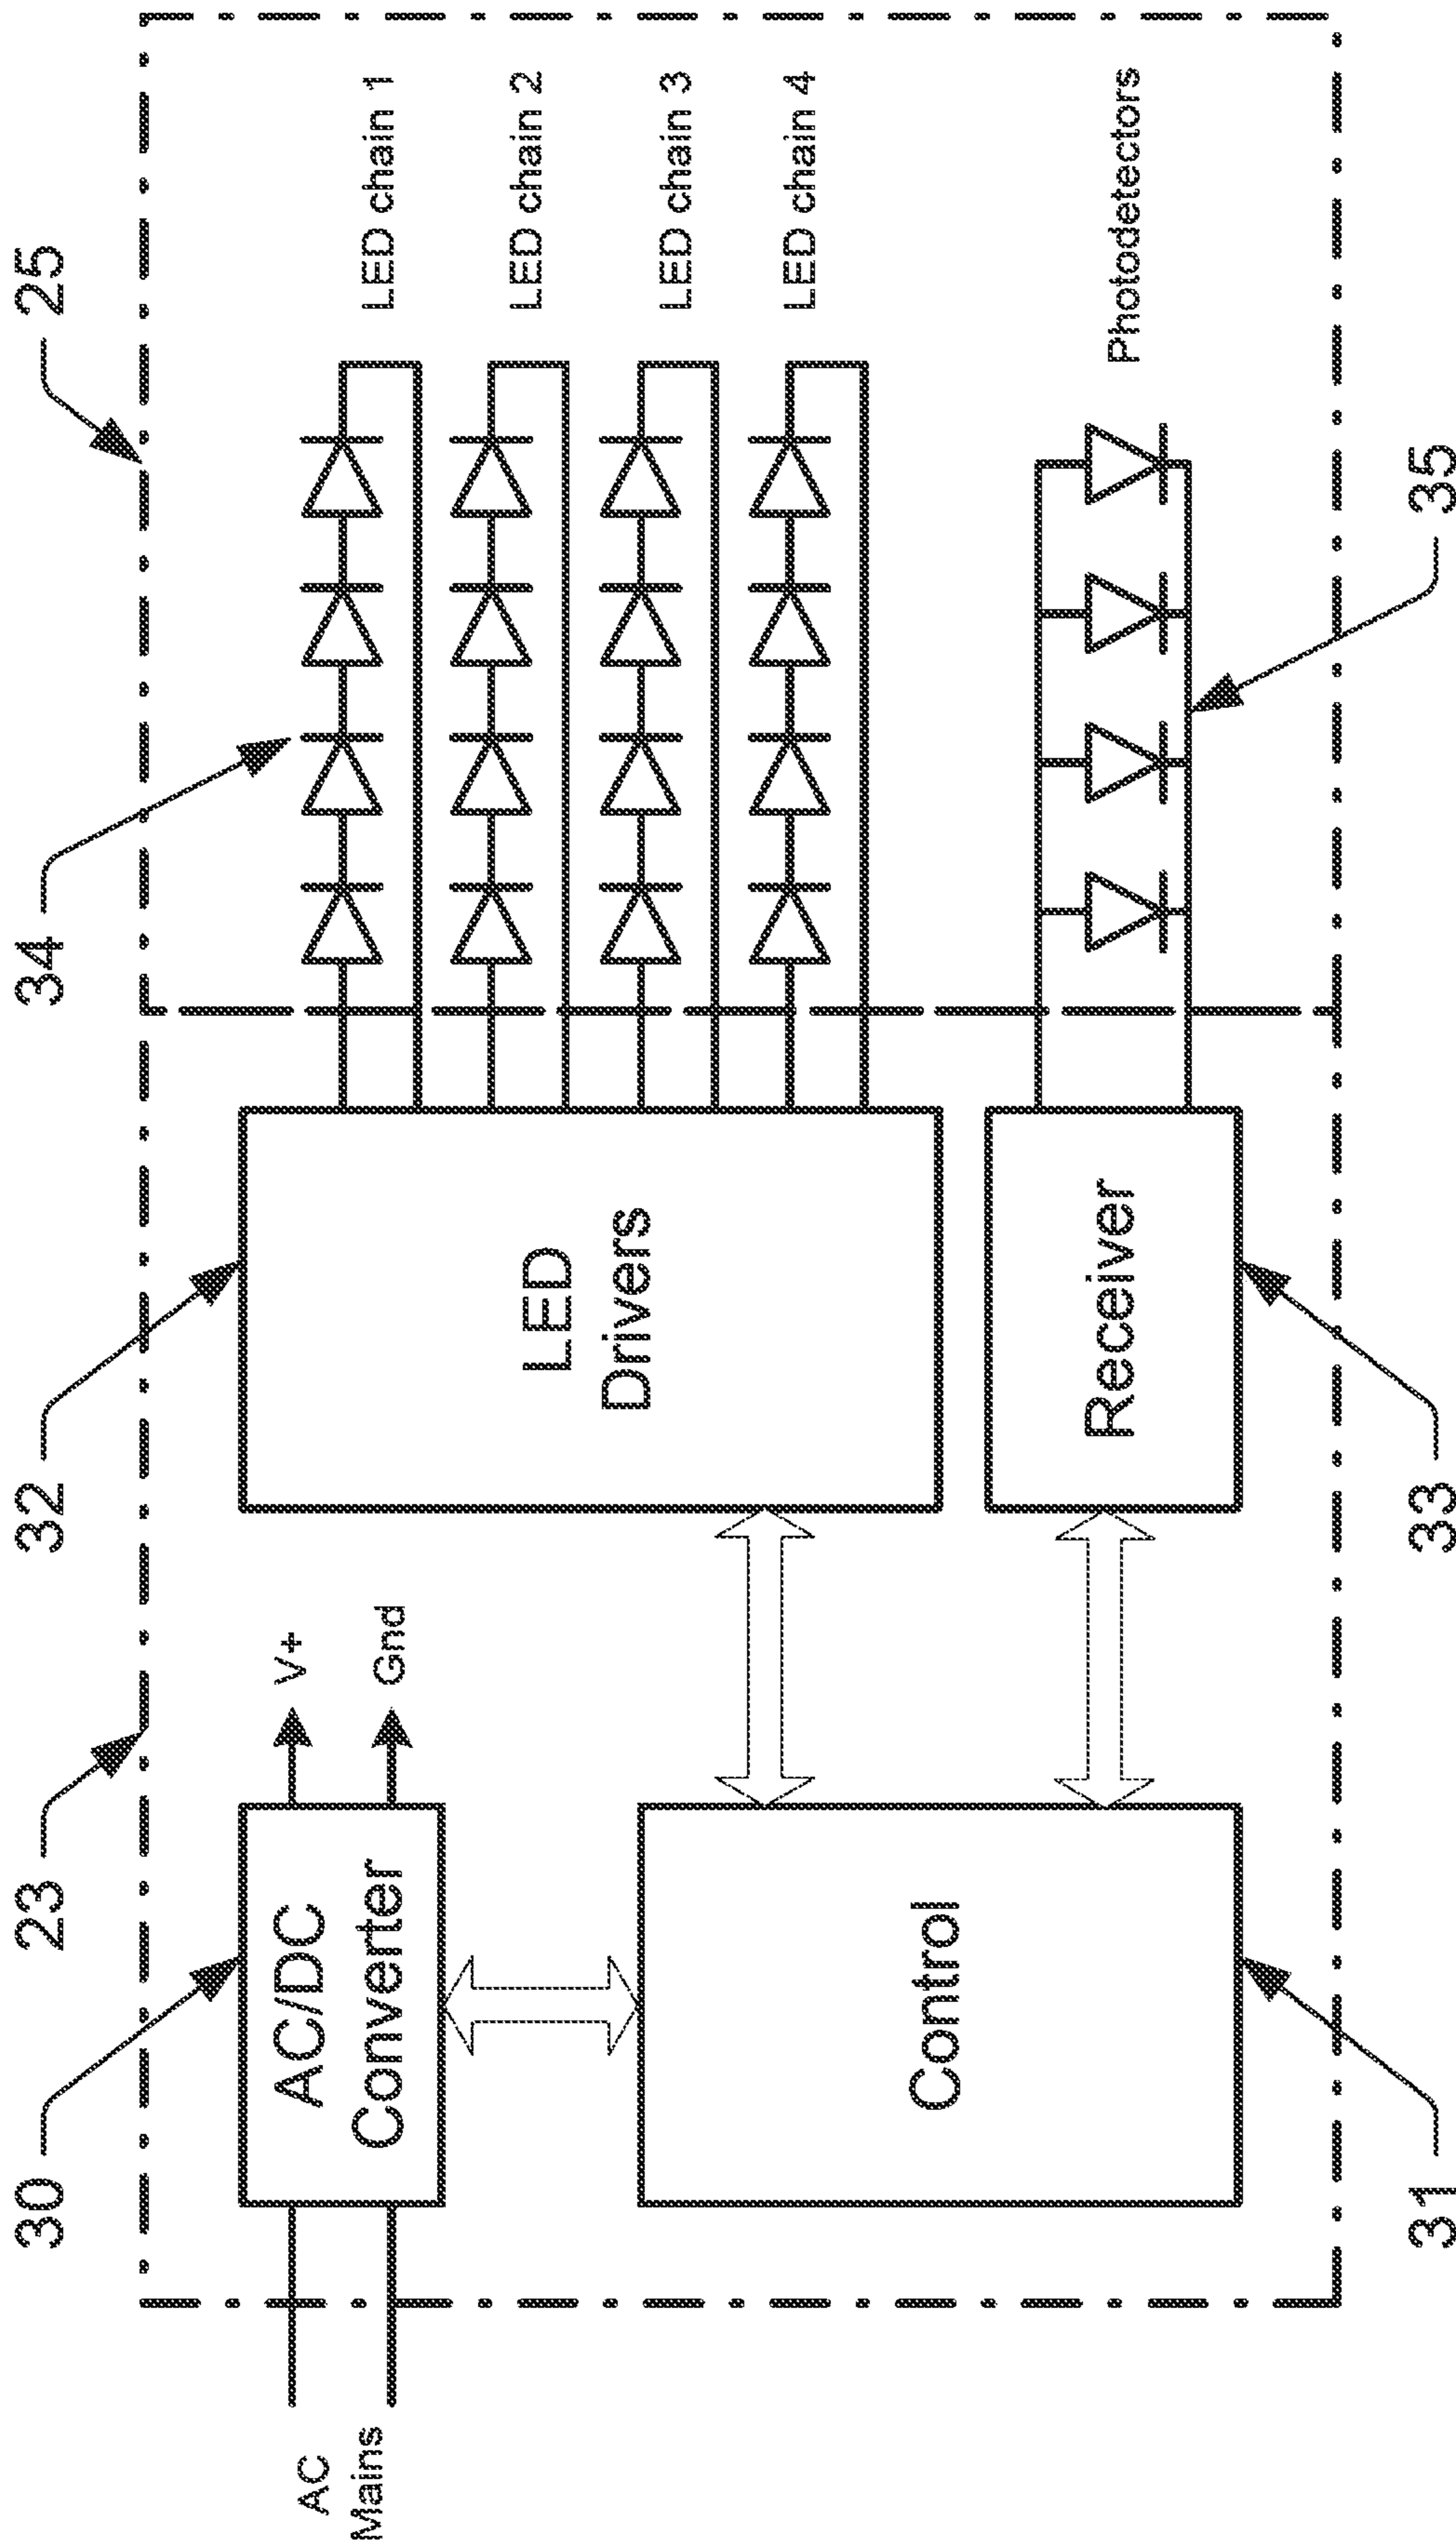 30
23
32
34
25
AC
Mains
AC/DC
Converter
V+
Gnd
Control
LED
Drivers
Receiver
LED chain 1
LED chain 2
LED chain 3
LED chain 4
Photodetectors
31
33
35